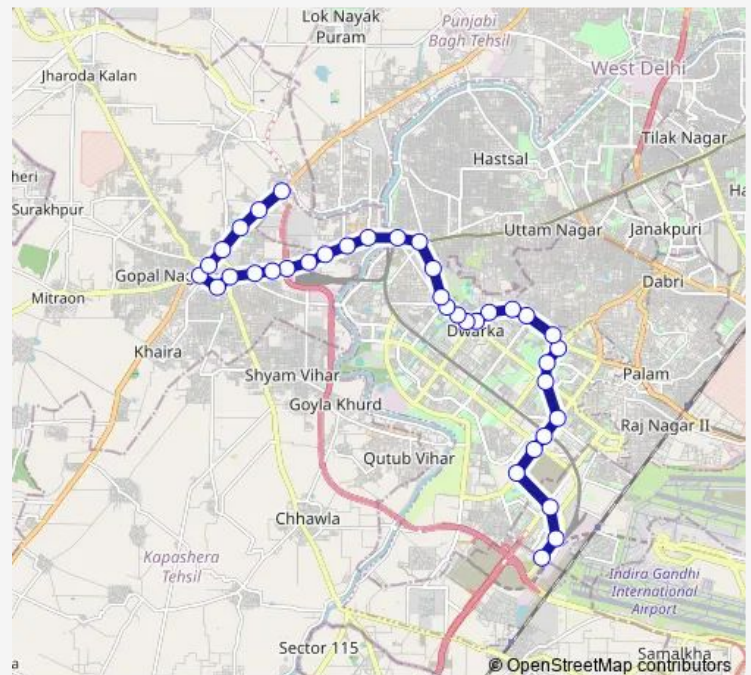 Lok Nayak
Puram
Punjabi
Bagh Tehsil
Jharoda Kalan
West Delhi
Tilak Nagar
Hastsal
heri
Surakhpur
Uttam Nagar
Janakpuri
Gopal Na
Mitraon
Dabri
Dwarka
Khaira
Shyam Vihar
Palam
Goyla Khurd
Raj Nagar II
Qutub Vihar
Chhawla
Kapashera
Tehsil
Indira Gandhi
International
Airport
Sector 115
Samalkha
© OpenStreetMap contributors